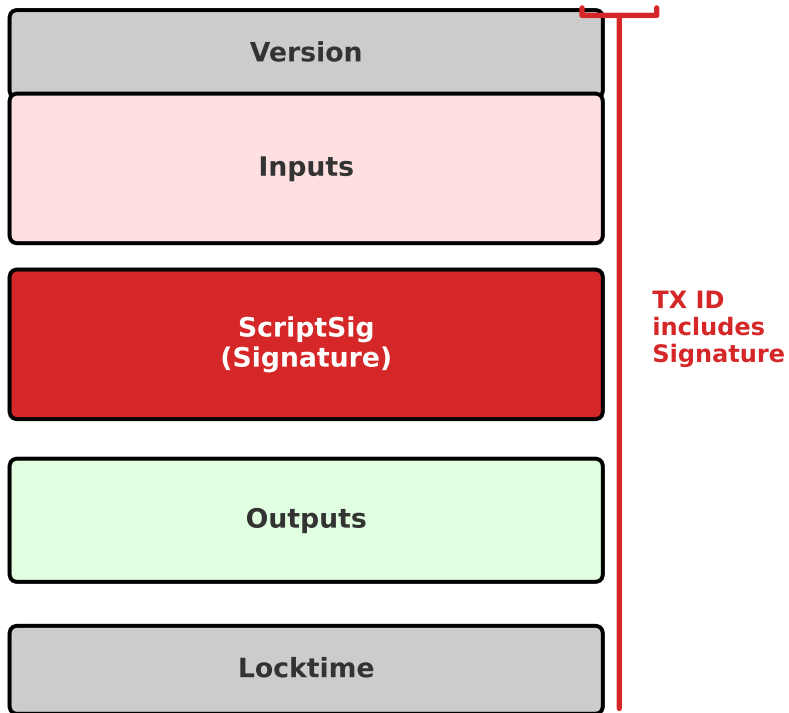 Version
Inputs
ScriptSig
(Signature)
TX ID
includes
Signature
Outputs
Locktime